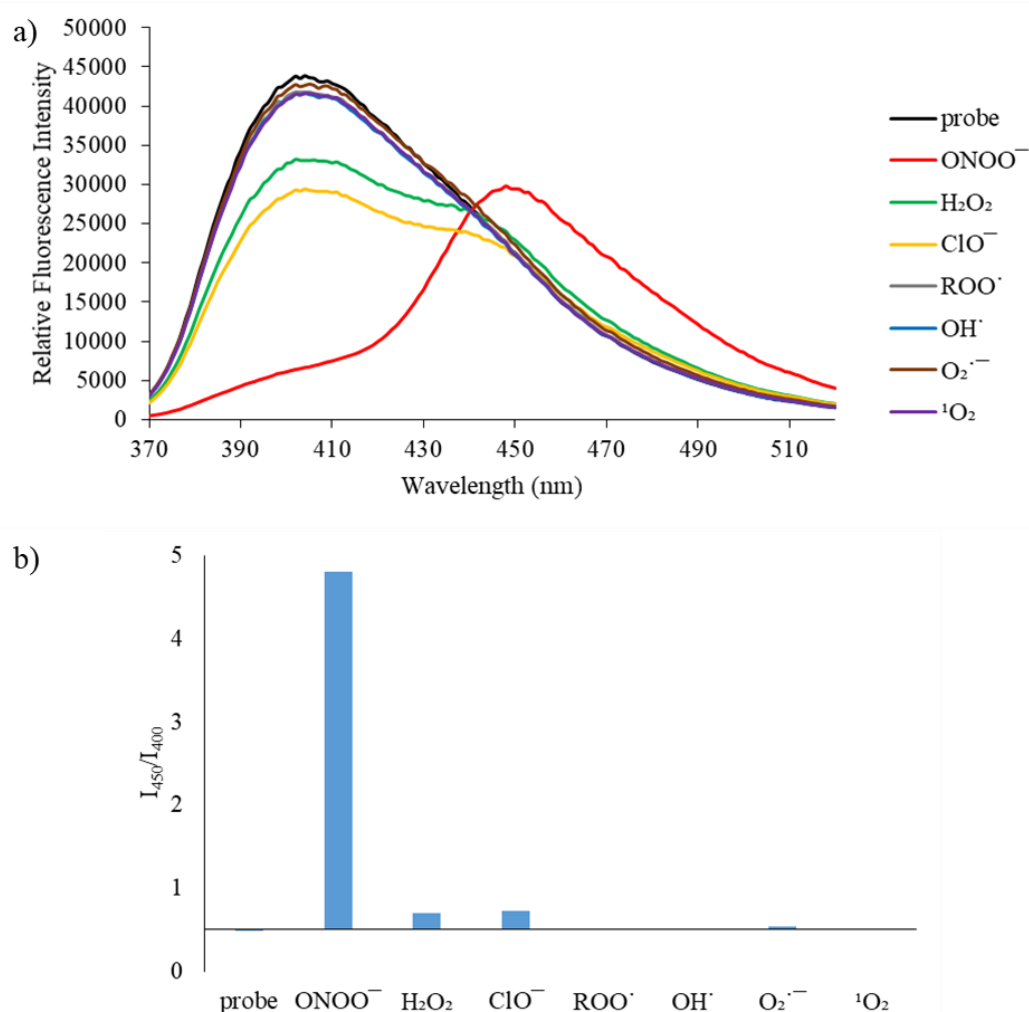 a)
Relative Fluorescence Intensity
50000
45000
40000
35000
30000
25000
20000
15000
10000
5000
0
370 390 410 430 450 470 490 510
Wavelength (nm)
probe
ONOO⁻
H₂O₂
ClO⁻
ROO˙
OH˙
O₂˙⁻
¹O₂
b)
I₄₅₀/I₄₀₀
5
4
3
2
1
0
probe ONOO⁻ H₂O₂ ClO⁻ ROO˙ OH˙ O₂˙⁻ ¹O₂